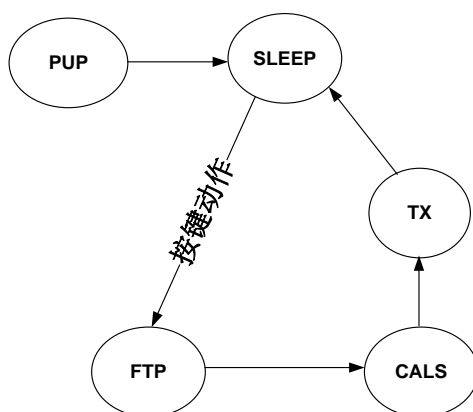 PUP
SLEEP
按键动作
TX
FTP
CALS